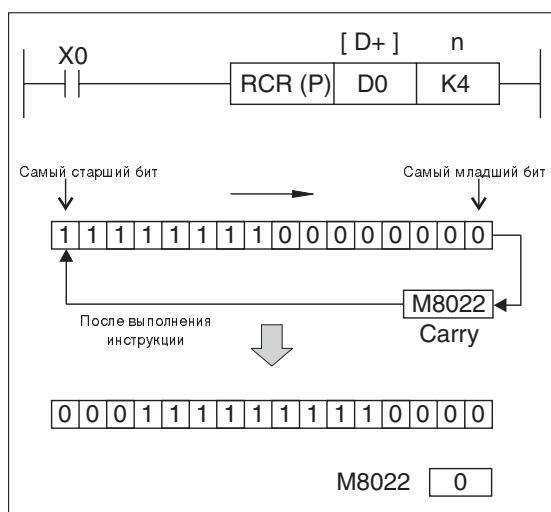 [ D+ ] n
X0
RCR (P) D0 K4
Самый старший бит Самый младший бит
1 1 1 1 1 1 1 1 0 0 0 0 0 0 0 0
M8022
После выполнения
инструкции
Carry
0 0 0 1 1 1 1 1 1 1 1 1 0 0 0 0
M8022 0